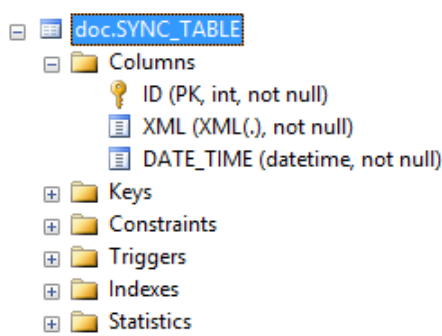 doc.SYNC_TABLE
Columns
ID (PK, int, not null)
XML (XML(.), not null)
DATE_TIME (datetime, not null)
Keys
Constraints
Triggers
Indexes
Statistics